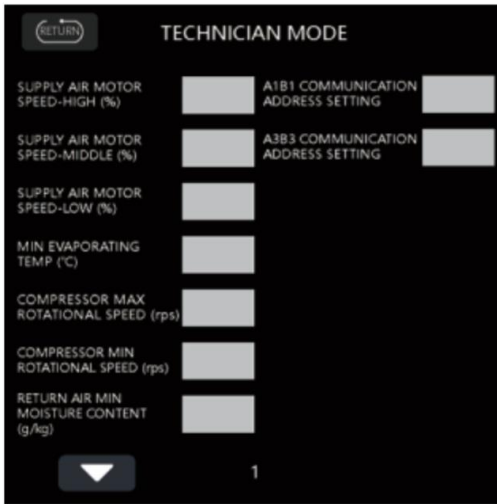 RETURN
TECHNICIAN MODE
SUPPLY AIR MOTOR
SPEED-HIGH (%)
SUPPLY AIR MOTOR
SPEED-MIDDLE (%)
SUPPLY AIR MOTOR
SPEED-LOW (%)
MIN EVAPORATING
TEMP (℃)
COMPRESSOR MAX
ROTATIONAL SPEED (rps)
COMPRESSOR MIN
ROTATIONAL SPEED (rps)
RETURN AIR MIN
MOISTURE CONTENT
(g/kg)
A1B1 COMMUNICATION
ADDRESS SETTING
A3B3 COMMUNICATION
ADDRESS SETTING
1